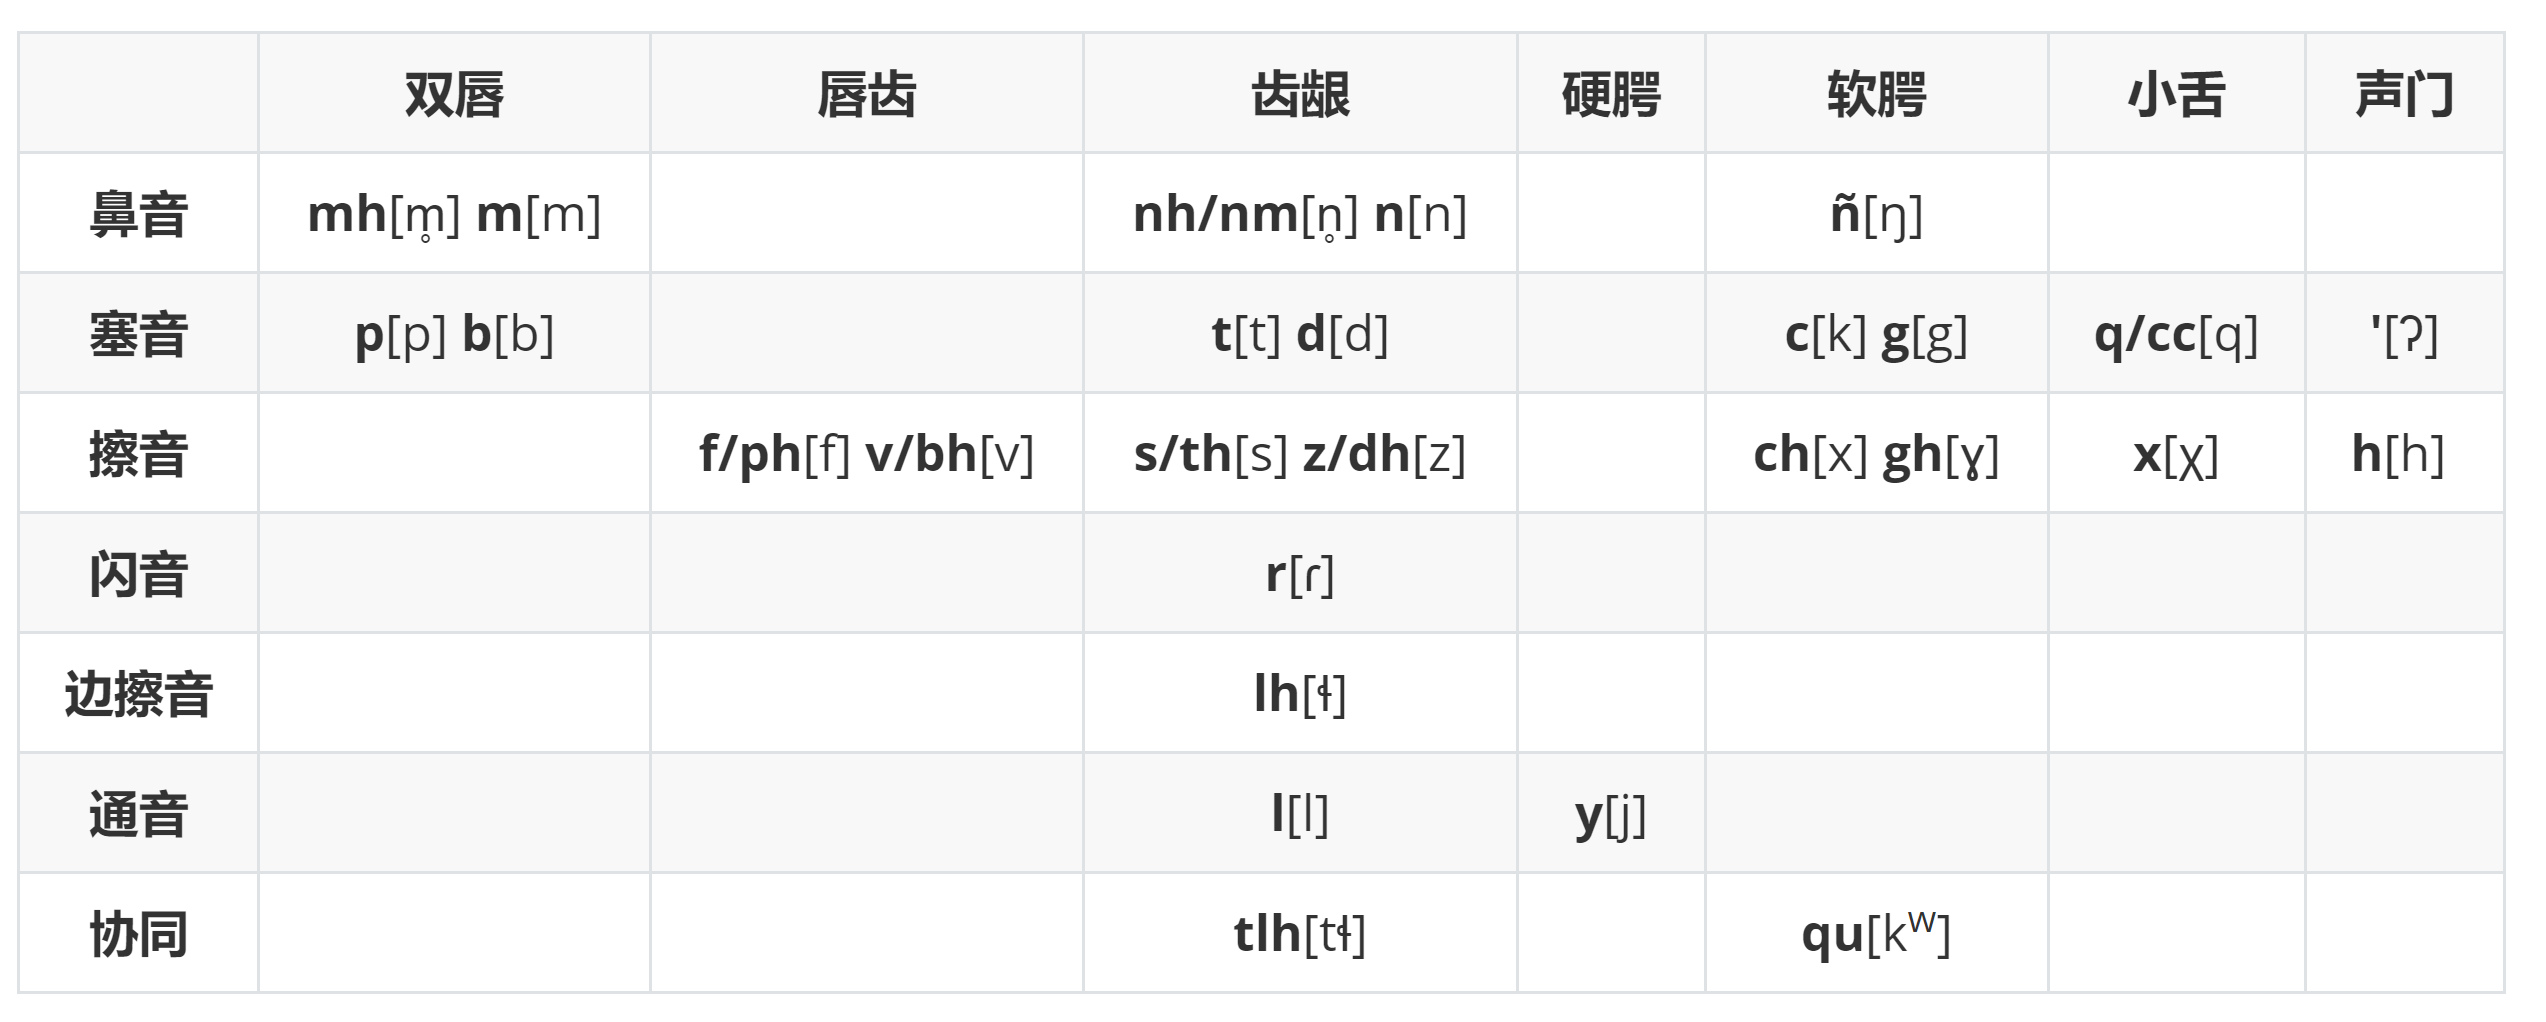 双唇 唇齿 齿龈 硬腭 软腭 小舌 声门
鼻音 mh[m̥] m[m] nh/nm[n̥] n[n] ñ[ŋ]
塞音 p[p] b[b] t[t] d[d] c[k] g[g] q/cc[q] '[ʔ]
擦音 f/ph[f] v/bh[v] s/th[s] z/dh[z] ch[x] gh[ɣ] x[χ] h[h]
闪音 r[ɾ]
边擦音 lh[ɬ]
通音 l[l] y[j]
协同 tlh[tɬ] qu[kʷ]